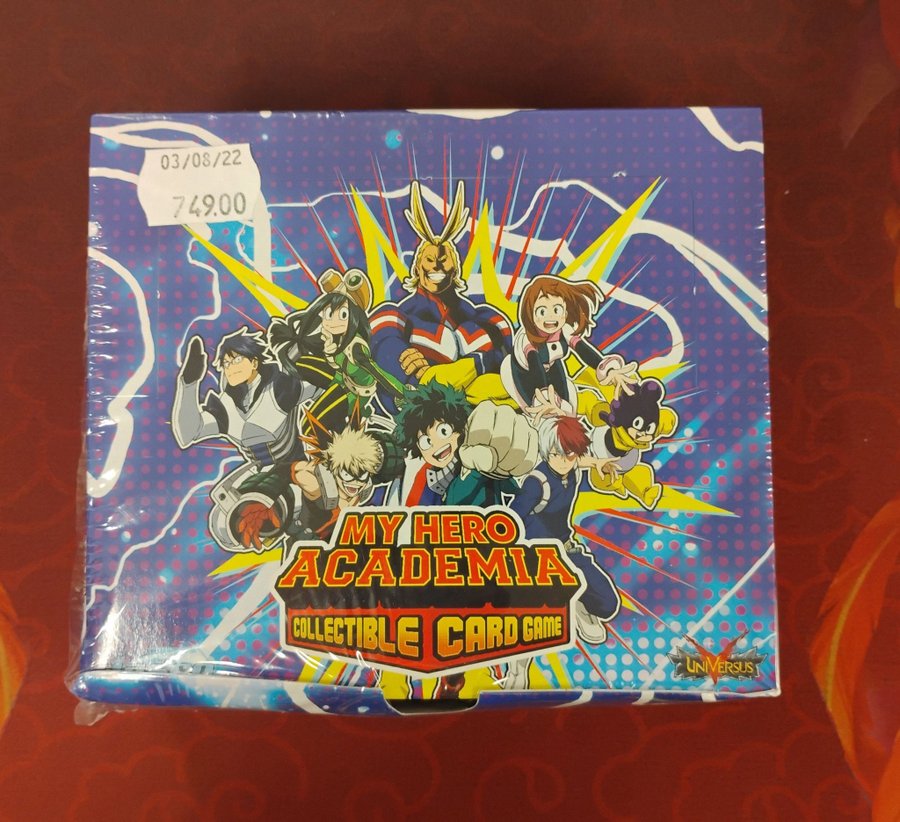 03/08/22
749.00
MY HERO
ACADEMIA
COLLECTIBLE CARD GAME
UNIVERSUS